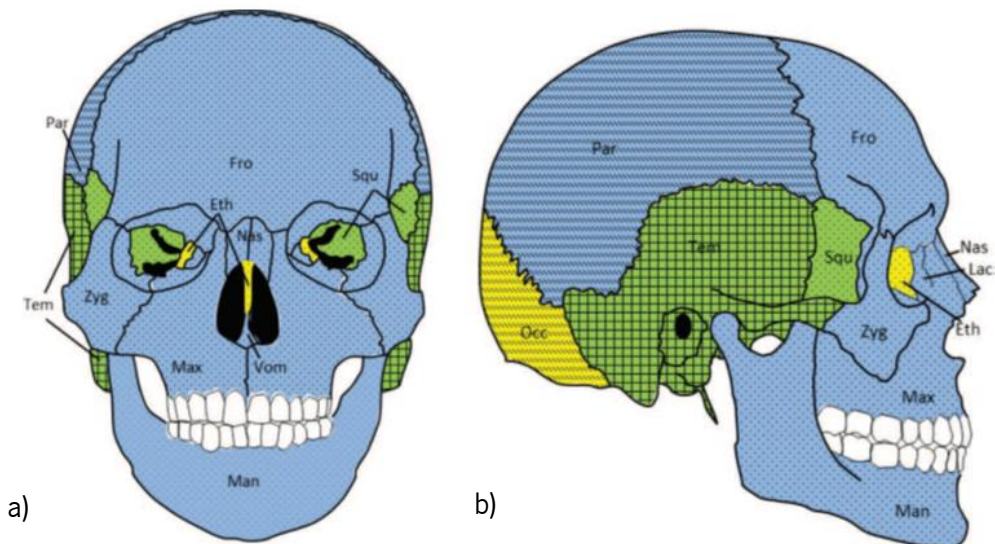 Par
Fro
Squ
Eth
Nas
Tem
Zyg
Max
Vom
Man
a)
Par
Fro
Tem
Squ
Nas
Lac.
Occ
Zyg
Eth
Max
Man
b)